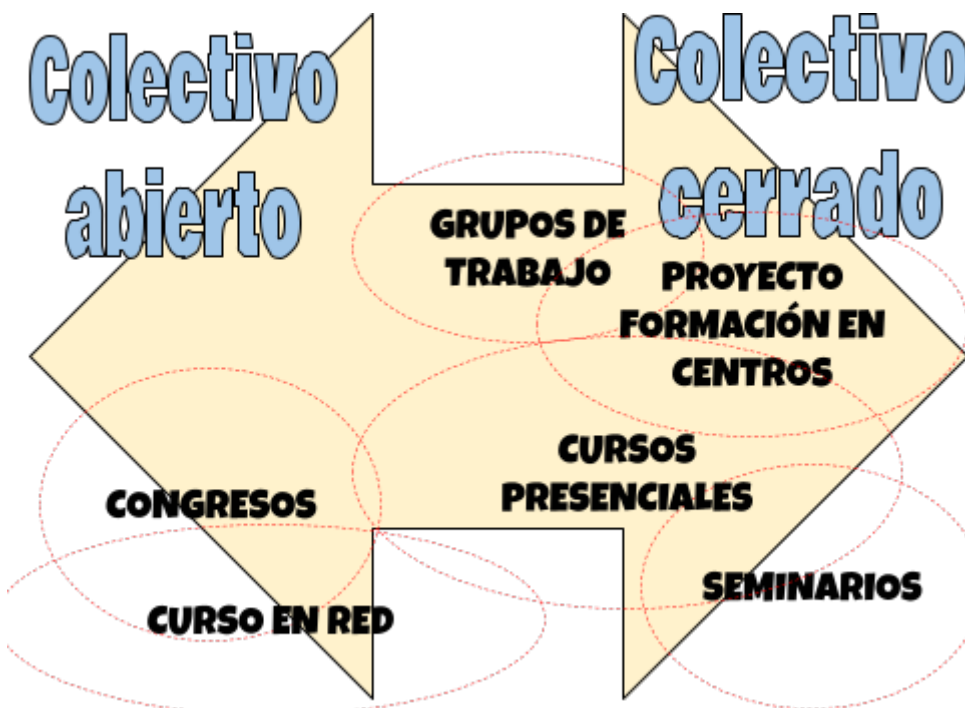 Colectivo
abierto
Colectivo
cerrado
GRUPOS DE
TRABAJO
PROYECTO
FORMACIÓN EN
CENTROS
CURSOS
PRESENCIALES
CONGRESOS
SEMINARIOS
CURSO EN RED